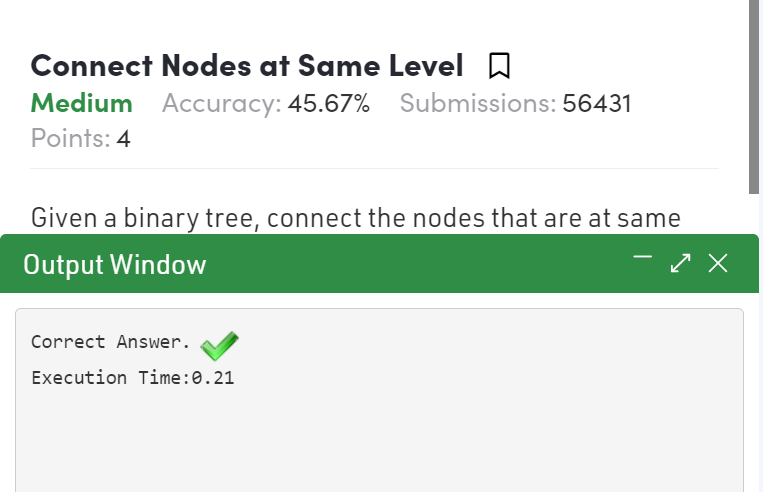 Connect Nodes at Same Level
Medium Accuracy: 45.67% Submissions: 56431
Points: 4
Given a binary tree, connect the nodes that are at same
Output Window
Correct Answer.
Execution Time:0.21